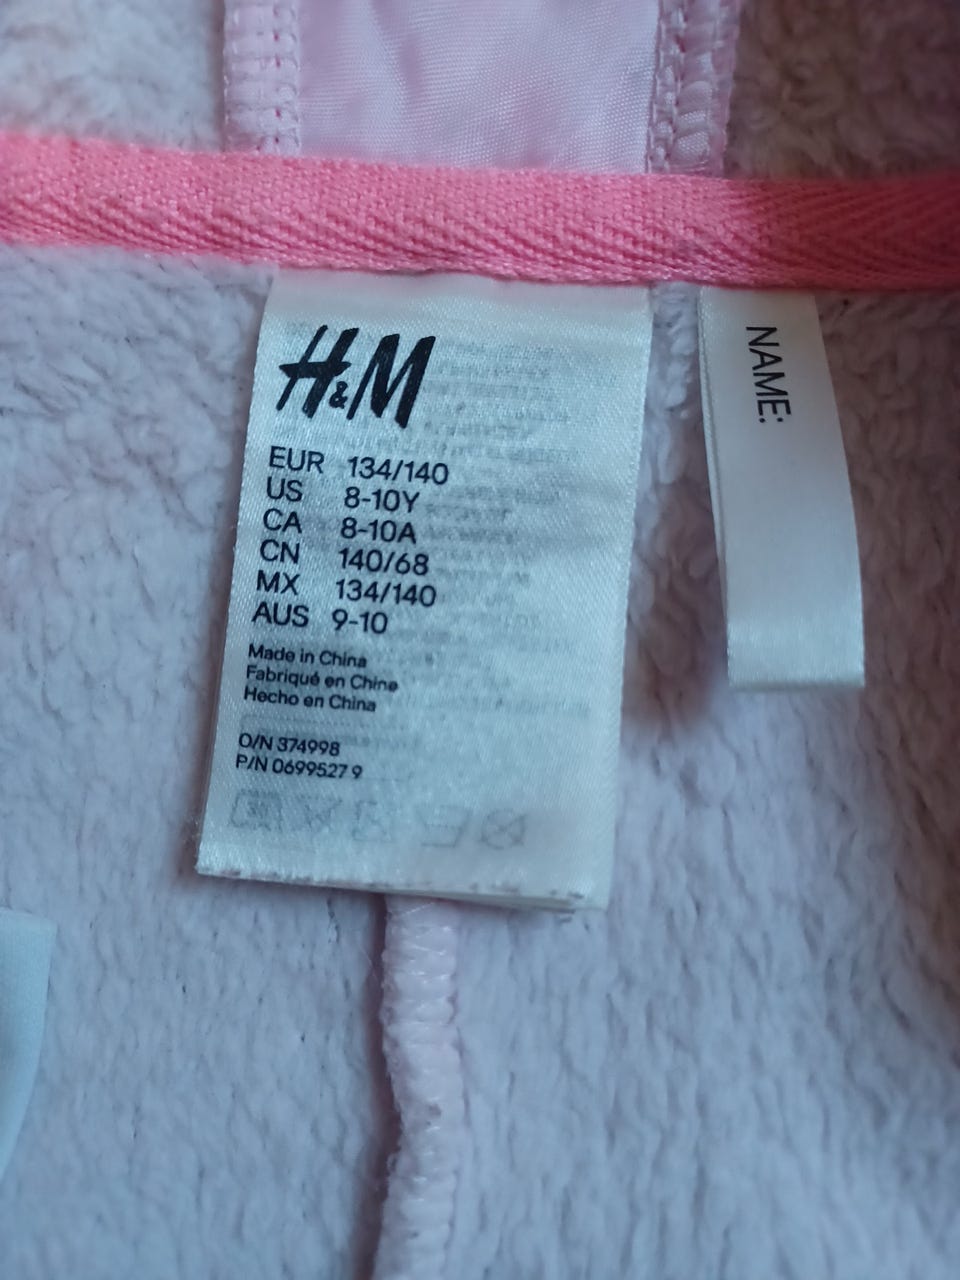 H&M
EUR 134/140
US 8-10Y
CA 8-10A
CN 140/68
MX 134/140
AUS 9-10
Made in China
Fabriqué en Chine
Hecho en China
O/N 374998
P/N 0699527 9
NAME: